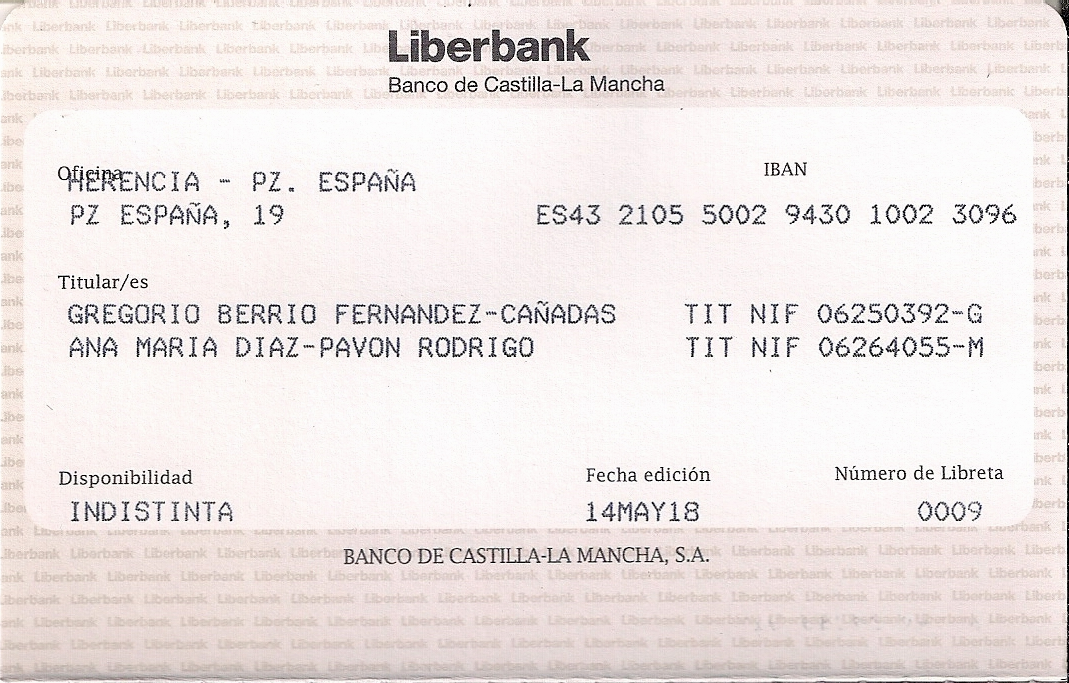 Liberbank
Banco de Castilla-La Mancha
Oficina
HERENCIA - PZ. ESPAÑA
IBAN
PZ ESPAÑA, 19 ES43 2105 5002 9430 1002 3096
Titular/es
GREGORIO BERRIO FERNANDEZ-CAÑADAS TIT NIF 06250392-G
ANA MARIA DIAZ-PAVON RODRIGO TIT NIF 06264055-M
Disponibilidad Fecha edición Número de Libreta
INDISTINTA 14MAY18 0009
BANCO DE CASTILLA-LA MANCHA, S.A.